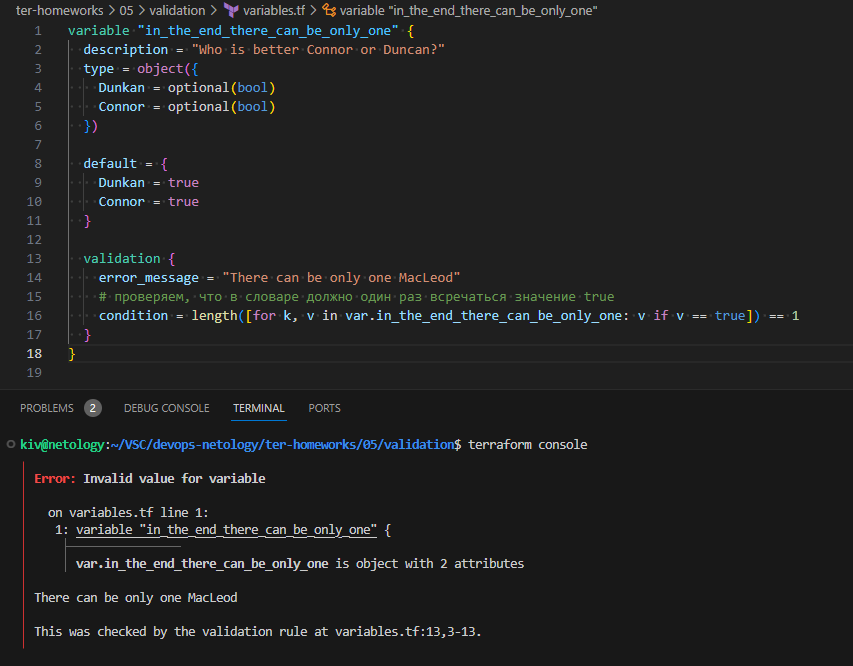 ter-homeworks > 05 > validation > variables.tf > variable "in_the_end_there_can_be_only_one"
1 variable "in_the_end_there_can_be_only_one" {
2 description = "Who is better Connor or Duncan?"
3 type = object({
4 Dunkan = optional(bool)
5 Connor = optional(bool)
6 })
7
8 default = {
9 Dunkan = true
10 Connor = true
11 }
12
13 validation {
14 error_message = "There can be only one MacLeod"
15 # проверяем, что в словаре должно один раз всречаться значение true
16 condition = length([for k, v in var.in_the_end_there_can_be_only_one: v if v == true]) == 1
17 }
18 }
19
PROBLEMS 2 DEBUG CONSOLE TERMINAL PORTS
kiv@netology:~/VSC/devops-netology/ter-homeworks/05/validation$ terraform console
Error: Invalid value for variable
on variables.tf line 1:
1: variable "in_the_end_there_can_be_only_one" {
var.in_the_end_there_can_be_only_one is object with 2 attributes
There can be only one MacLeod
This was checked by the validation rule at variables.tf:13,3-13.